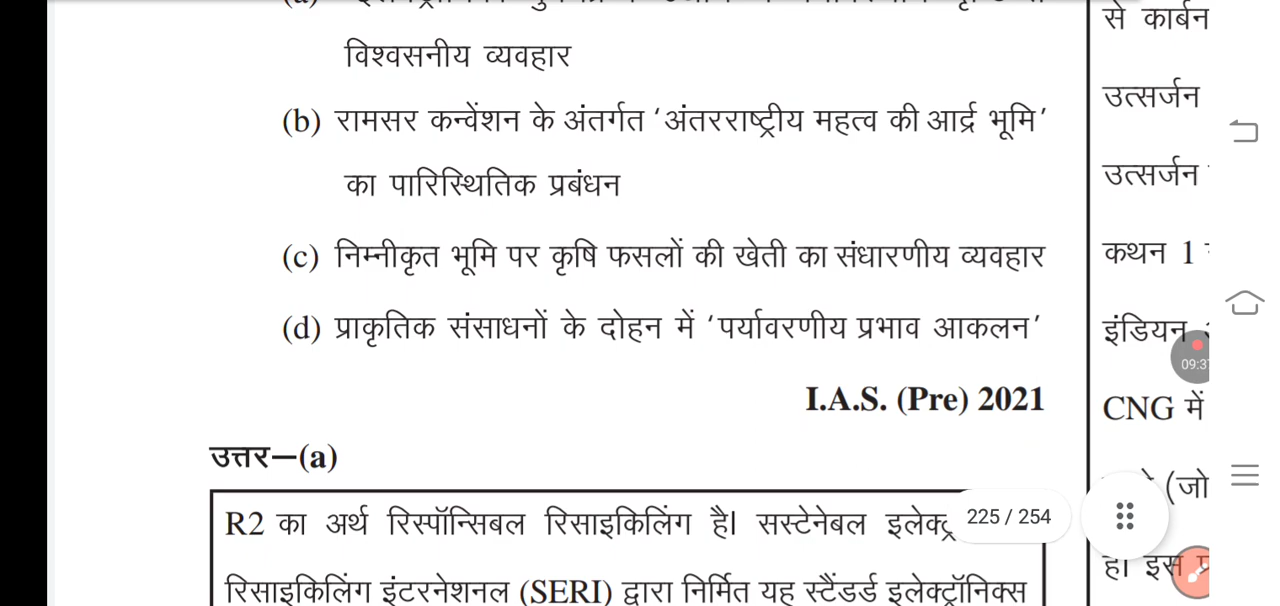 विश्वसनीय व्यवहार
(b) रामसर कन्वेंशन के अंतर्गत ‘अंतरराष्ट्रीय महत्व की आर्द्र भूमि’
का पारिस्थितिक प्रबंधन
(c) निम्नीकृत भूमि पर कृषि फसलों की खेती का संधारणीय व्यवहार
(d) प्राकृतिक संसाधनों के दोहन में ‘पर्यावरणीय प्रभाव आकलन’
I.A.S. (Pre) 2021
उत्तर—(a)
R2 का अर्थ रिस्पॉन्सिबल रिसाइकिलिंग है। सस्टेनेबल
रिसाइकिलिंग इंटरनेशनल (SERI) द्वारा निर्मित यह स्टैंडर्ड इलेक्ट्रॉनिक्स
225 / 254
से कार्बन
उत्सर्जन
उत्सर्जन
कथन 1
इंडियन
09:37
CNG में
(जो
है। इस